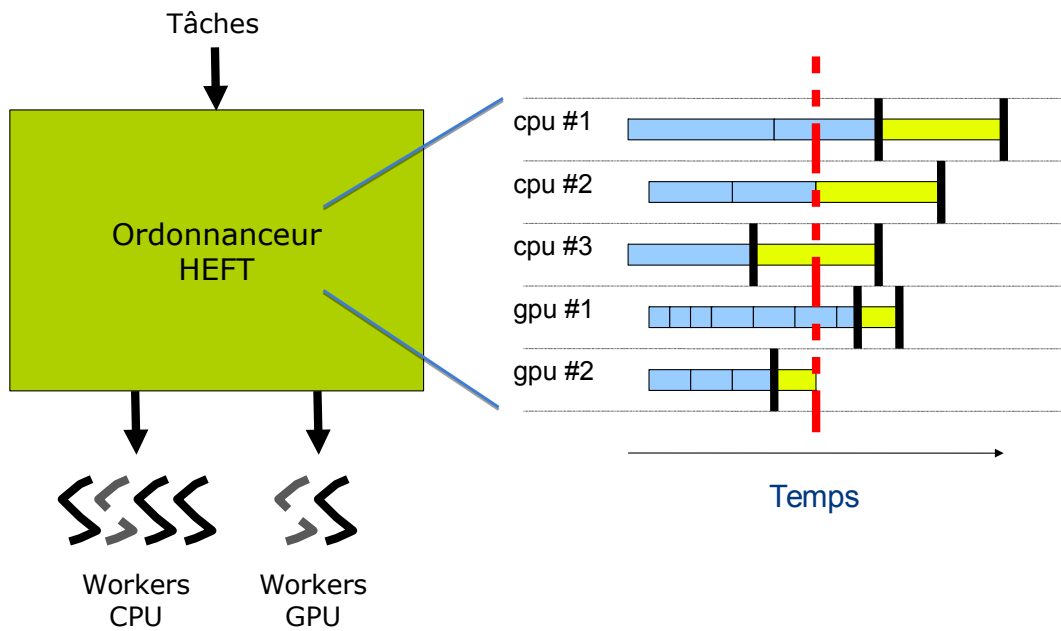 Tâches
Ordonnanceur
HEFT
Workers
CPU
Workers
GPU
cpu #1
cpu #2
cpu #3
gpu #1
gpu #2
Temps